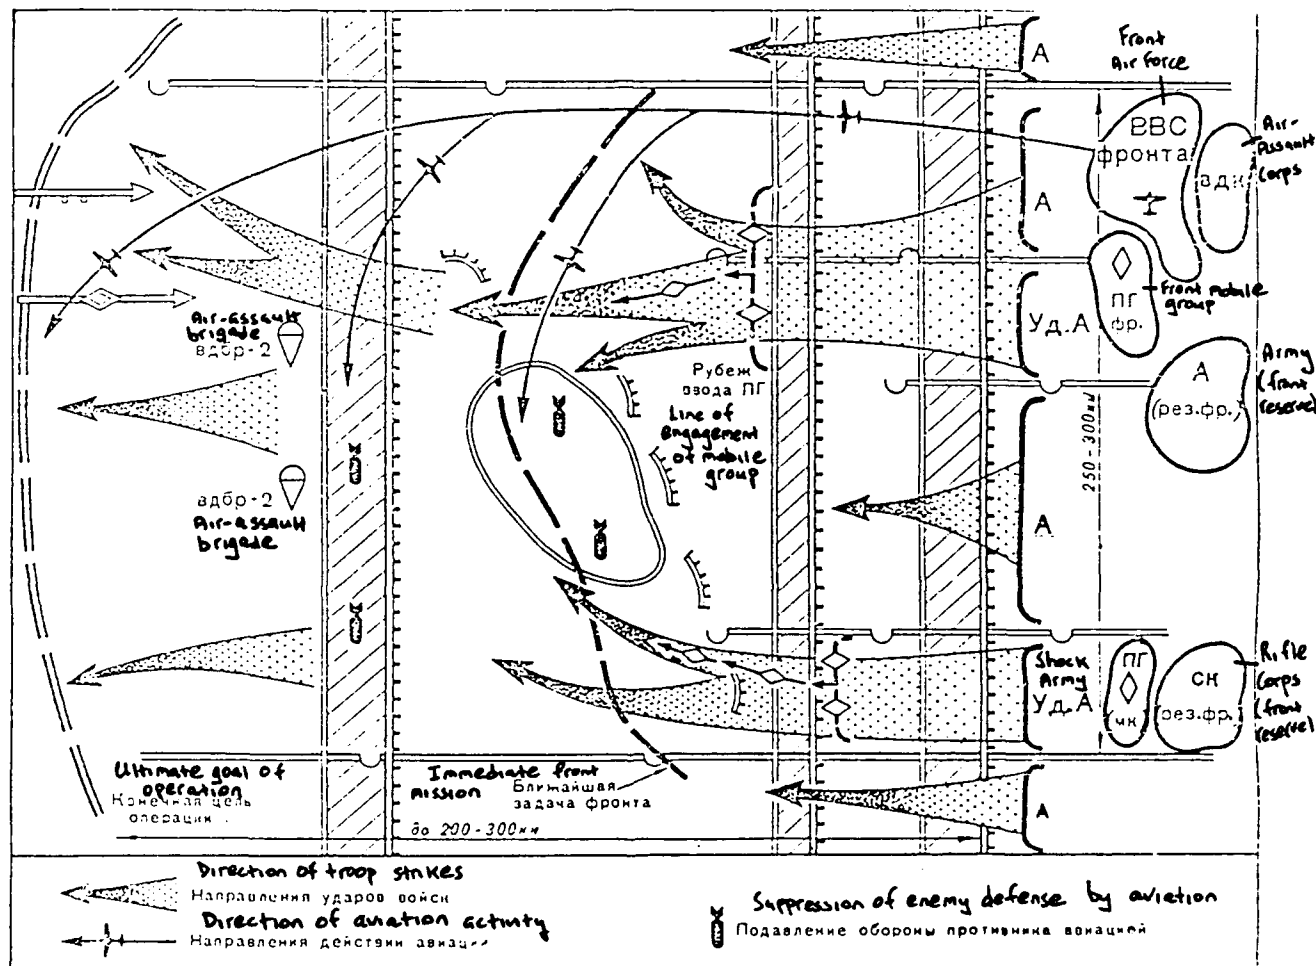 Front
Air Force
А
ВВС
фронта
Air-
Assault
Corps
ВДК
А
ПГ
фр.
Front mobile
group
Уд.А
Air-assault
brigade
вдбр-2
Рубеж
ввода ПГ
Line of
Engagement
of mobile
group
А
(рез.фр.)
Army
(front
reserve)
250-300км
вдбр-2
Air-assault
brigade
А
Shock
Army
Уд.А
ПГ
мк
СК
рез.фр.
Rifle
Corps
(front
reserve)
Ultimate goal of
operation
Конечная цель
операции
Immediate front
mission
Ближайшая
задача фронта
А
до 200-300км
Direction of troop strikes
Направления ударов войск
Direction of aviation activity
Направления действий авиации
Suppression of enemy defense by aviation
Подавление обороны противника авиацией